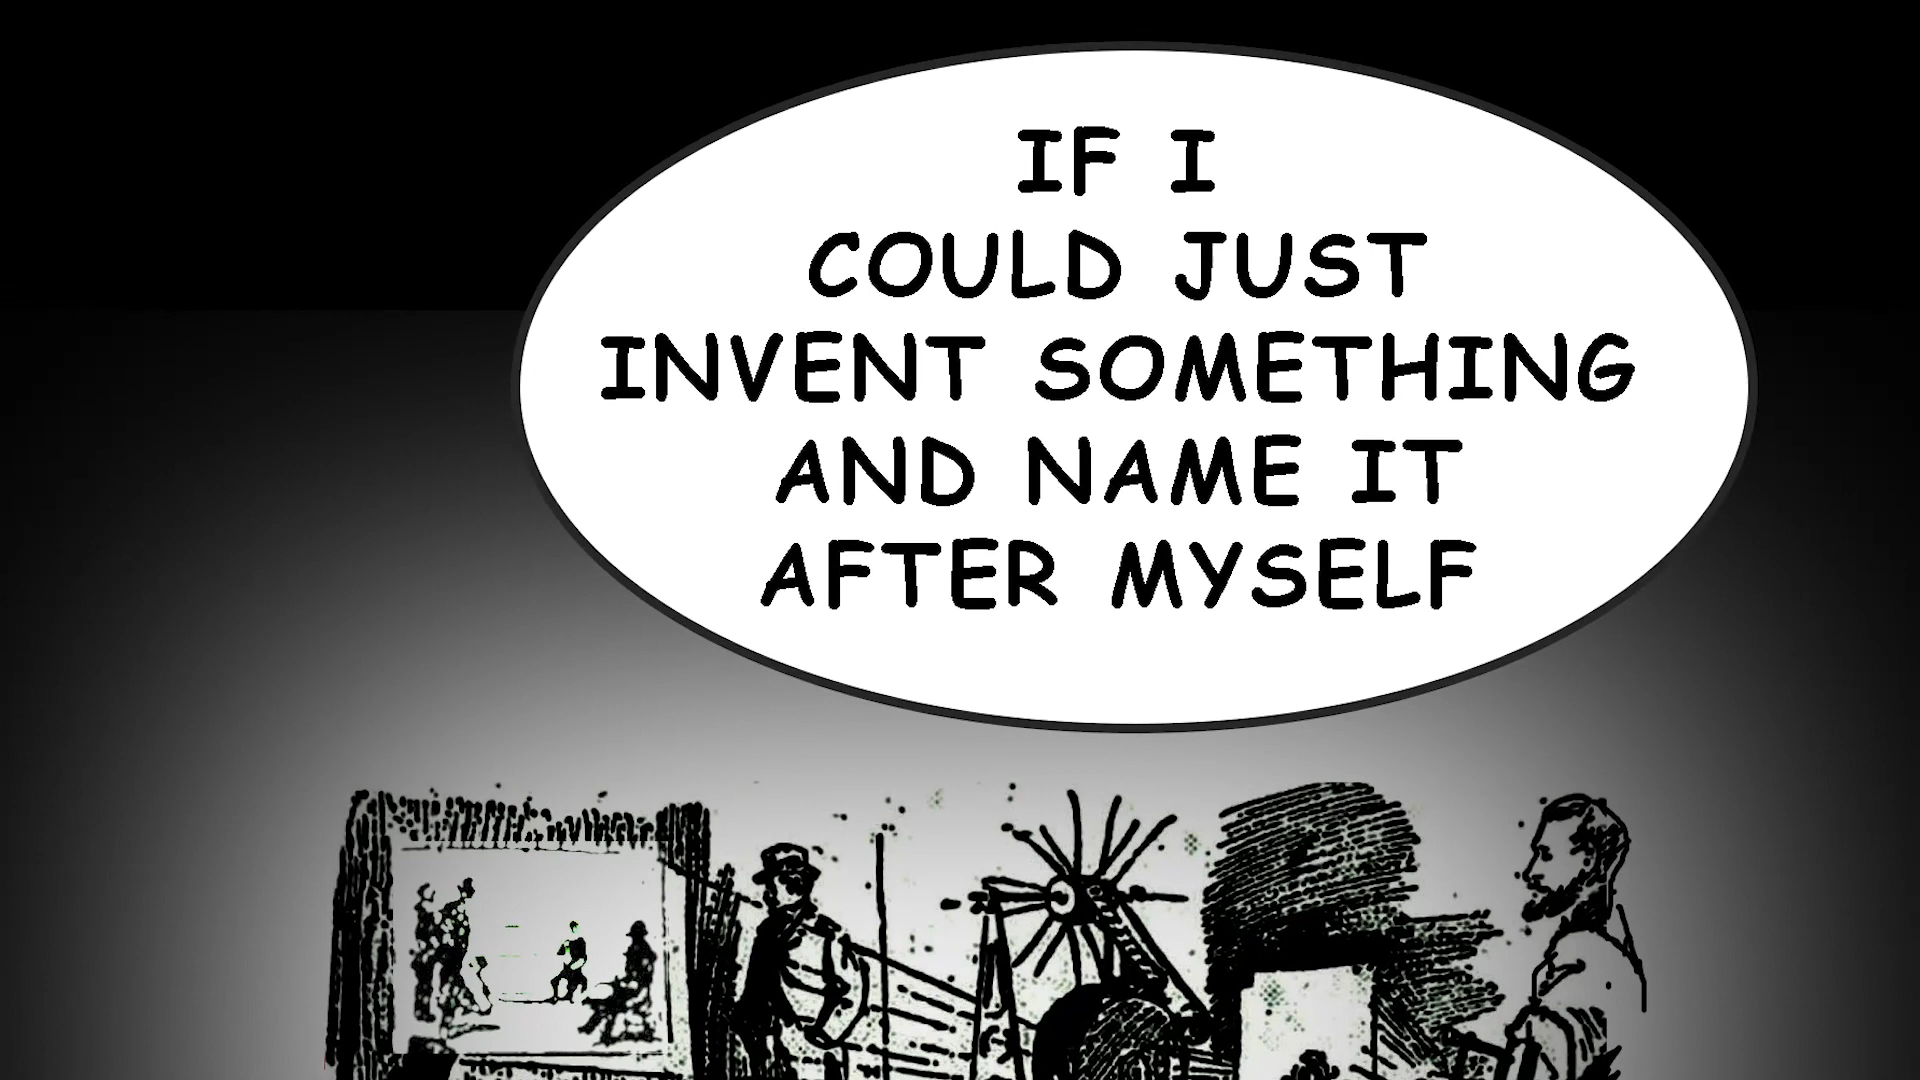 IF I
COULD JUST
INVENT SOMETHING
AND NAME IT
AFTER MYSELF